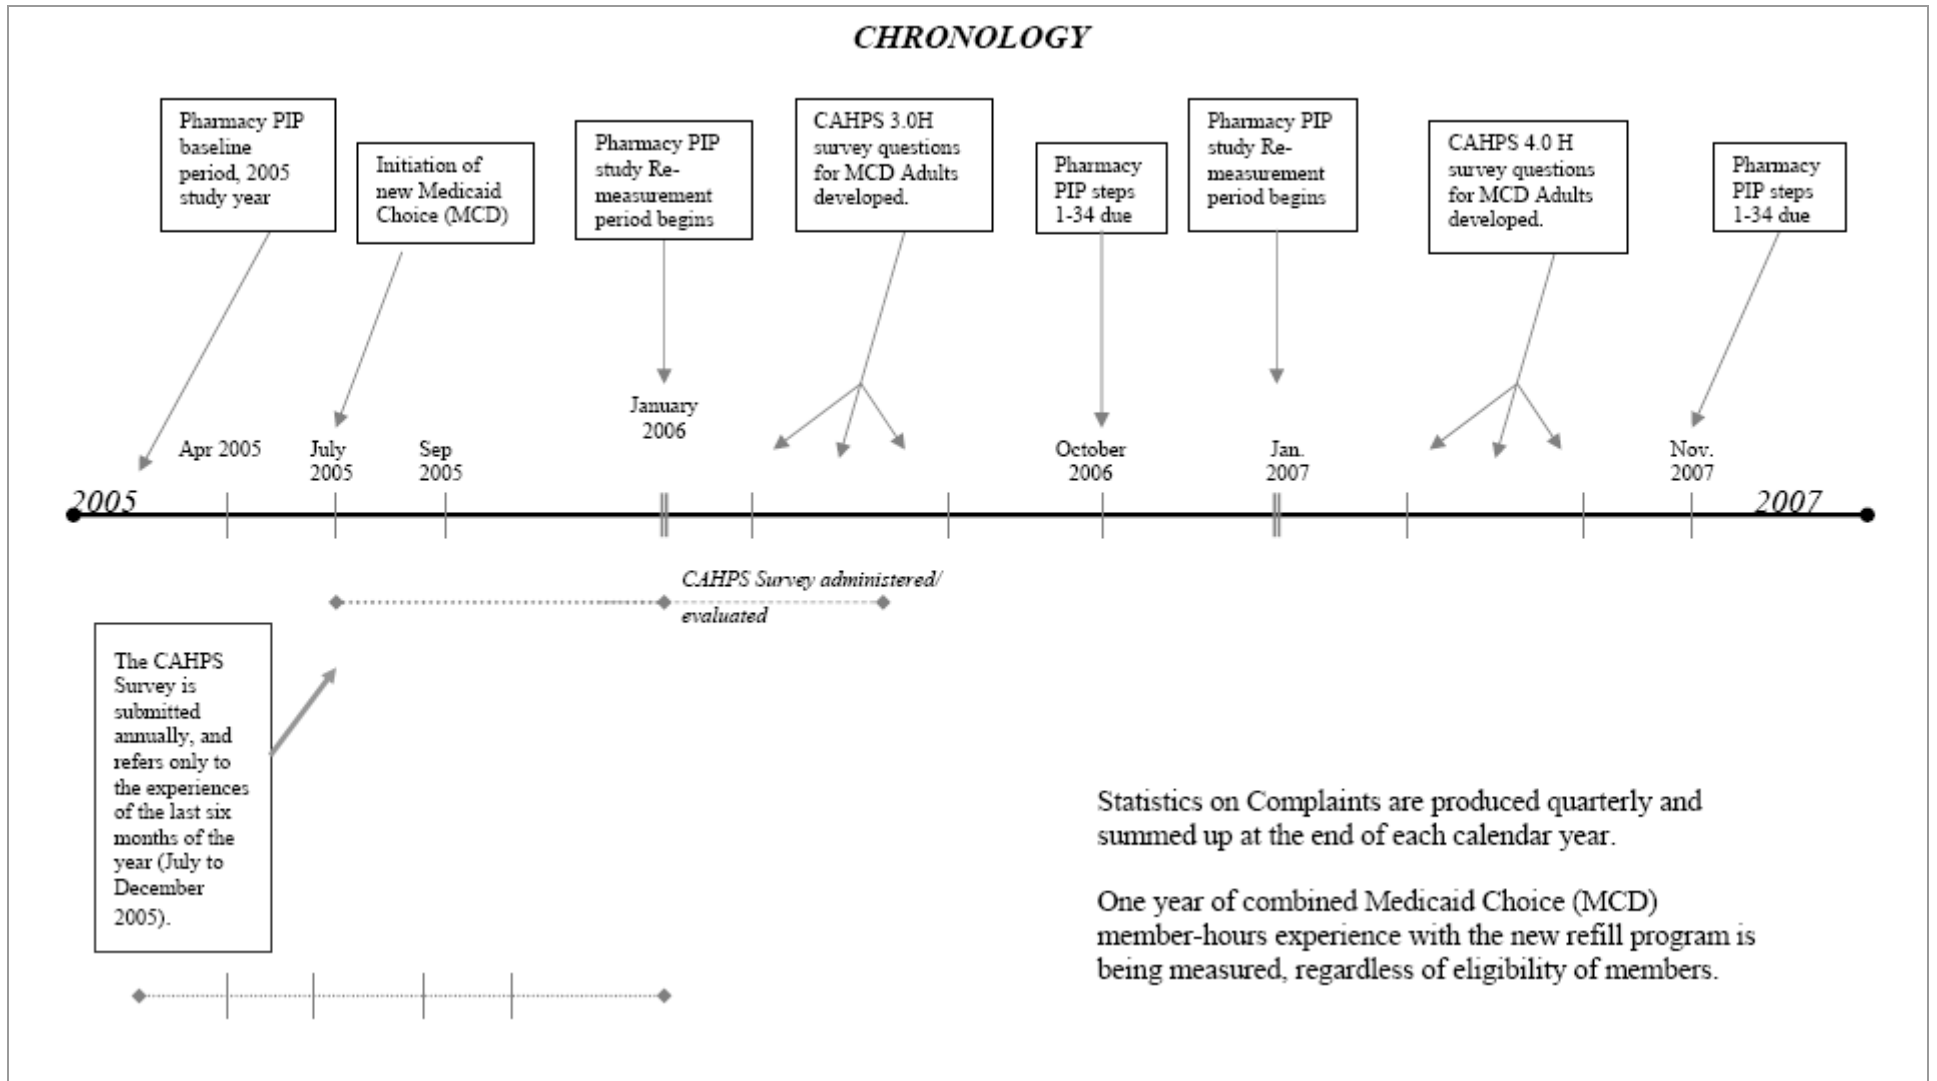 CHRONOLOGY
Pharmacy PIP
baseline
period, 2005
study year
Initiation of
new Medicaid
Choice (MCD)
Pharmacy PIP
study Re-
measurement
period begins
CAHPS 3.0H
survey questions
for MCD Adults
developed.
Pharmacy
PIP steps
1-34 due
Pharmacy PIP
study Re-
measurement
period begins
CAHPS 4.0 H
survey questions
for MCD Adults
developed.
Pharmacy
PIP steps
1-34 due
Apr 2005
July
2005
Sep
2005
January
2006
October
2006
Jan.
2007
Nov.
2007
2005
2007
CAHPS Survey administered/
evaluated
The CAHPS
Survey is
submitted
annually, and
refers only to
the experiences
of the last six
months of the
year (July to
December
2005).
Statistics on Complaints are produced quarterly and
summed up at the end of each calendar year.
One year of combined Medicaid Choice (MCD)
member-hours experience with the new refill program is
being measured, regardless of eligibility of members.